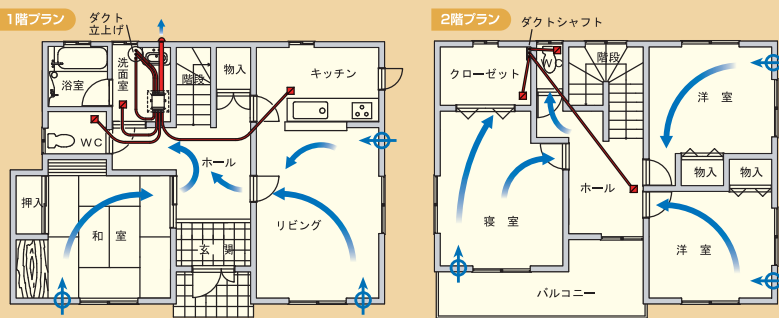 1階プラン
ダクト
立上げ
浴室
洗面室
階段
物入
キッチン
WC
ホール
押入
和 室
リビング
玄 関
2階プラン
ダクトシャフト
クローゼット
WC
階段
洋 室
物入
物入
ホール
寝 室
洋 室
バルコニー